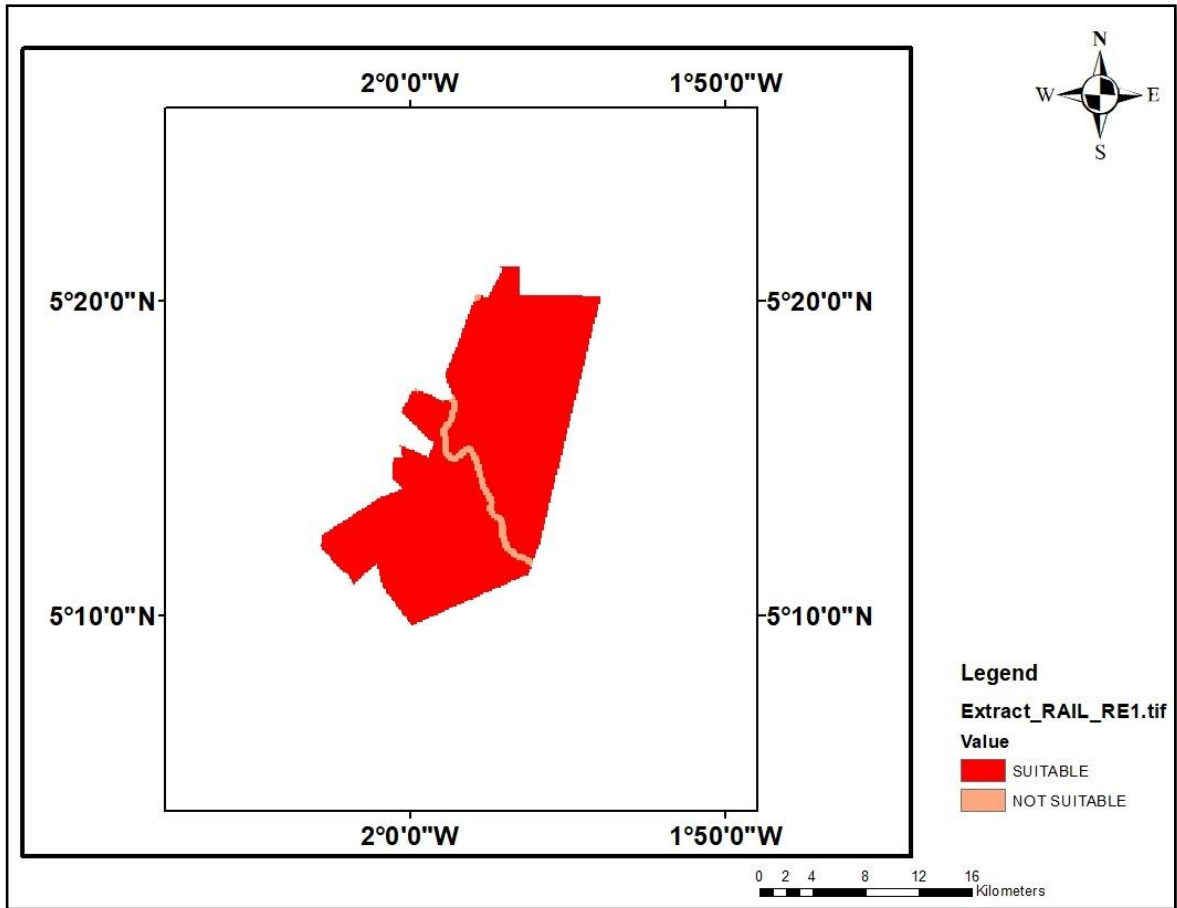 N
W E
S
2°0'0"W 1°50'0"W
5°20'0"N 5°20'0"N
5°10'0"N 5°10'0"N
2°0'0"W 1°50'0"W
Legend
Extract_RAIL_RE1.tif
Value
SUITABLE
NOT SUITABLE
0 2 4 8 12 16
Kilometers